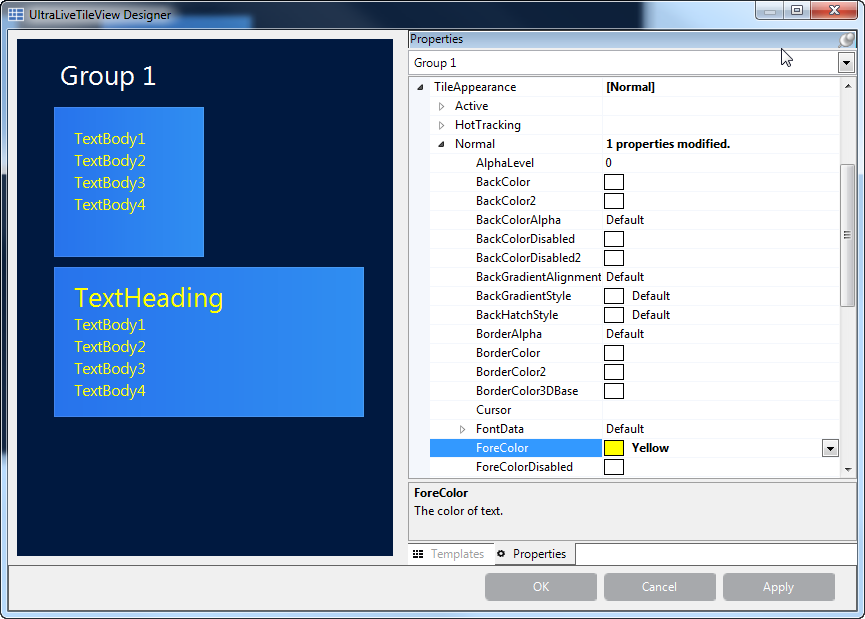 UltraLiveTileView Designer
Group 1
TextBody1
TextBody2
TextBody3
TextBody4
TextHeading
TextBody1
TextBody2
TextBody3
TextBody4
Properties
Group 1
TileAppearance [Normal]
Active
HotTracking
Normal 1 properties modified.
AlphaLevel 0
BackColor
BackColor2
BackColorAlpha Default
BackColorDisabled
BackColorDisabled2
BackGradientAlignment Default
BackGradientStyle Default
BackHatchStyle Default
BorderAlpha Default
BorderColor
BorderColor2
BorderColor3DBase
Cursor
FontData Default
ForeColor Yellow
ForeColorDisabled
ForeColor
The color of text.
Templates Properties
OK Cancel Apply